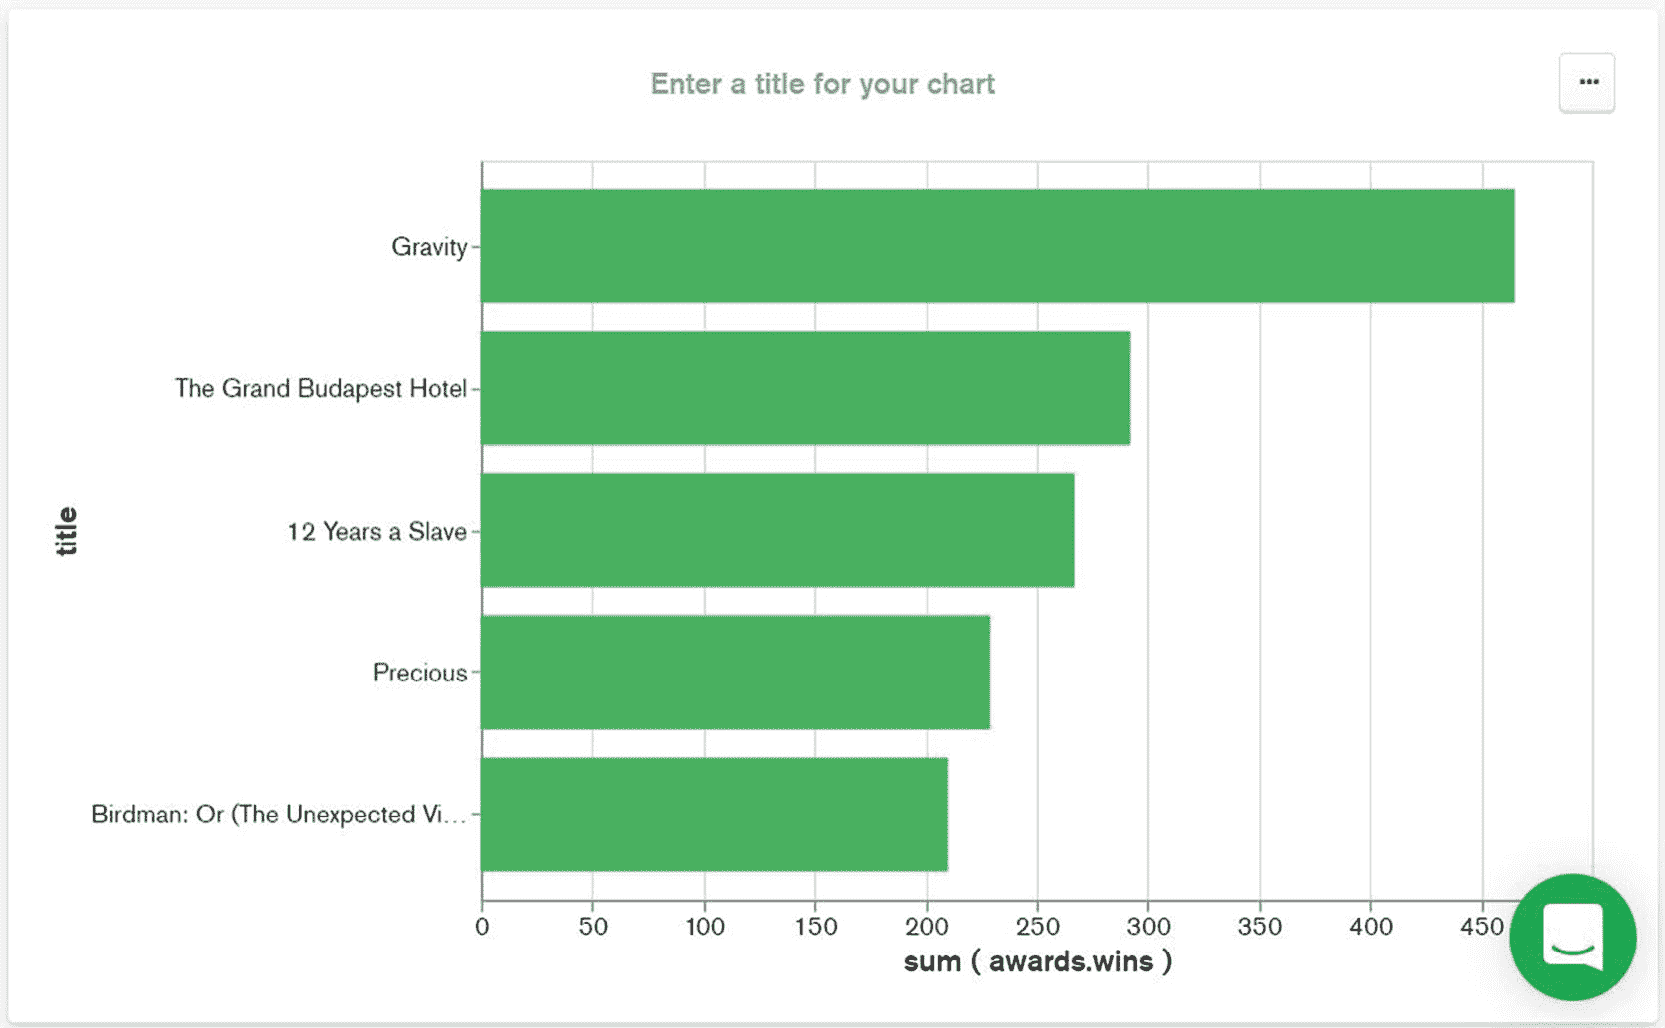 Enter a title for your chart
...
title
Gravity
The Grand Budapest Hotel
12 Years a Slave
Precious
Birdman: Or (The Unexpected Vi...
0 50 100 150 200 250 300 350 400 450
sum ( awards.wins )